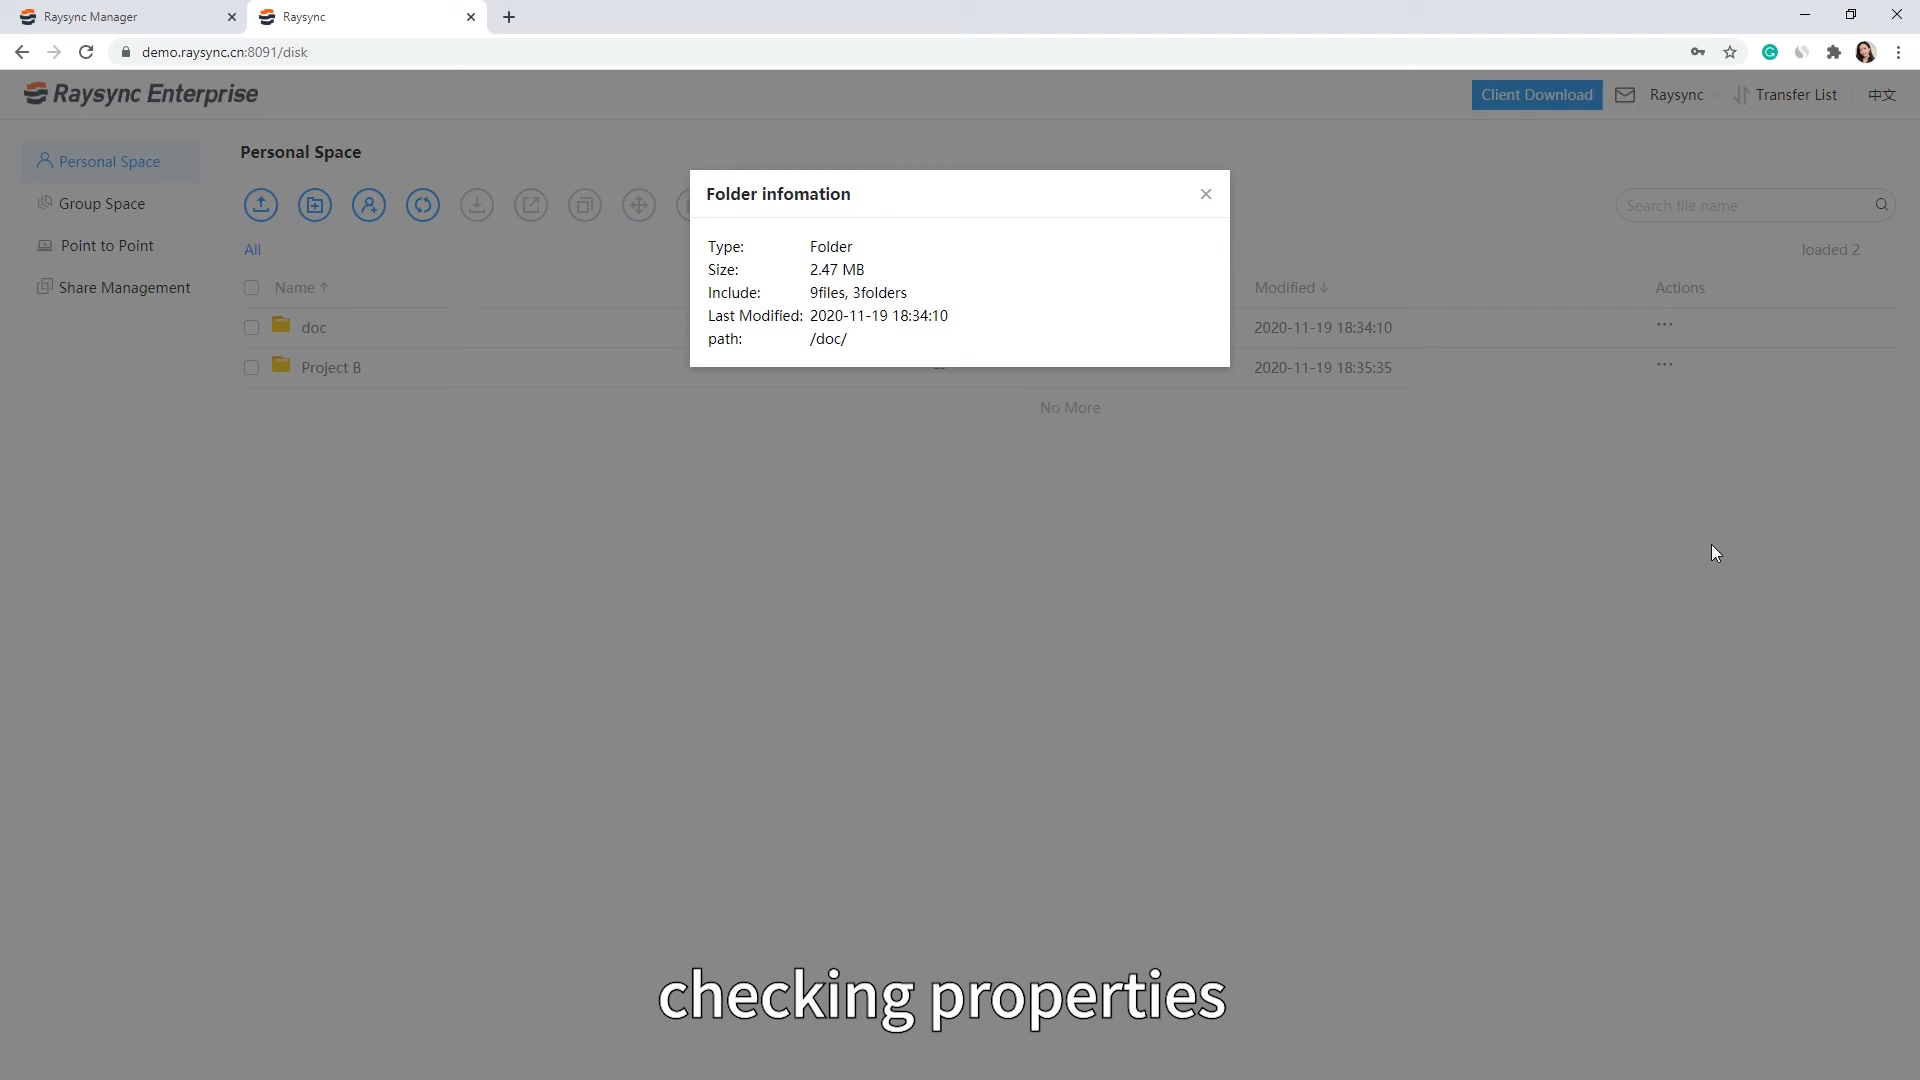 Raysync Manager
Raysync
demo.raysync.cn:8091/disk
Raysync Enterprise
Client Download
Raysync
Transfer List
中文
Personal Space
Group Space
Point to Point
Share Management
Personal Space
Search file name
All
loaded 2
Name
Modified
Actions
doc
2020-11-19 18:34:10
Project B
2020-11-19 18:35:35
No More
Folder infomation
Type: Folder
Size: 2.47 MB
Include: 9files, 3folders
Last Modified: 2020-11-19 18:34:10
path: /doc/
checking properties